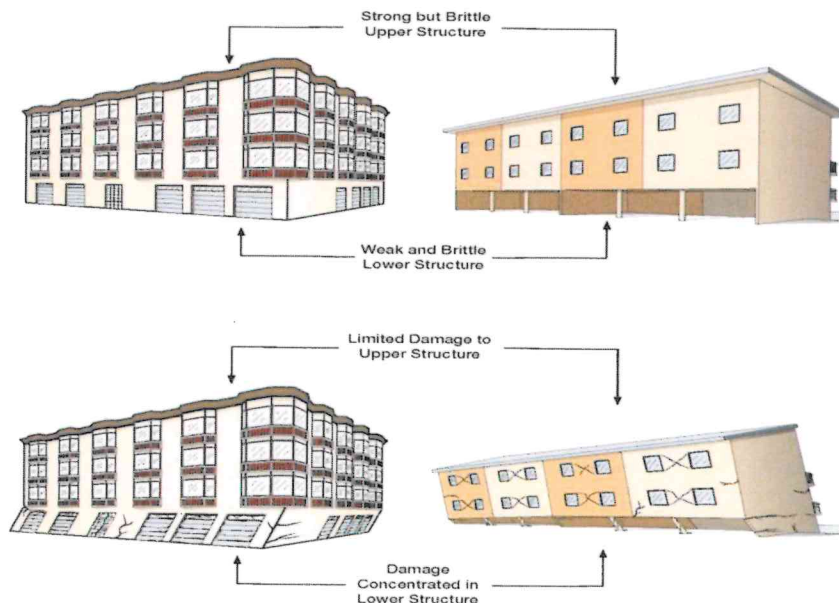 Strong but Brittle
Upper Structure
Weak and Brittle
Lower Structure
Limited Damage to
Upper Structure
Damage
Concentrated in
Lower Structure